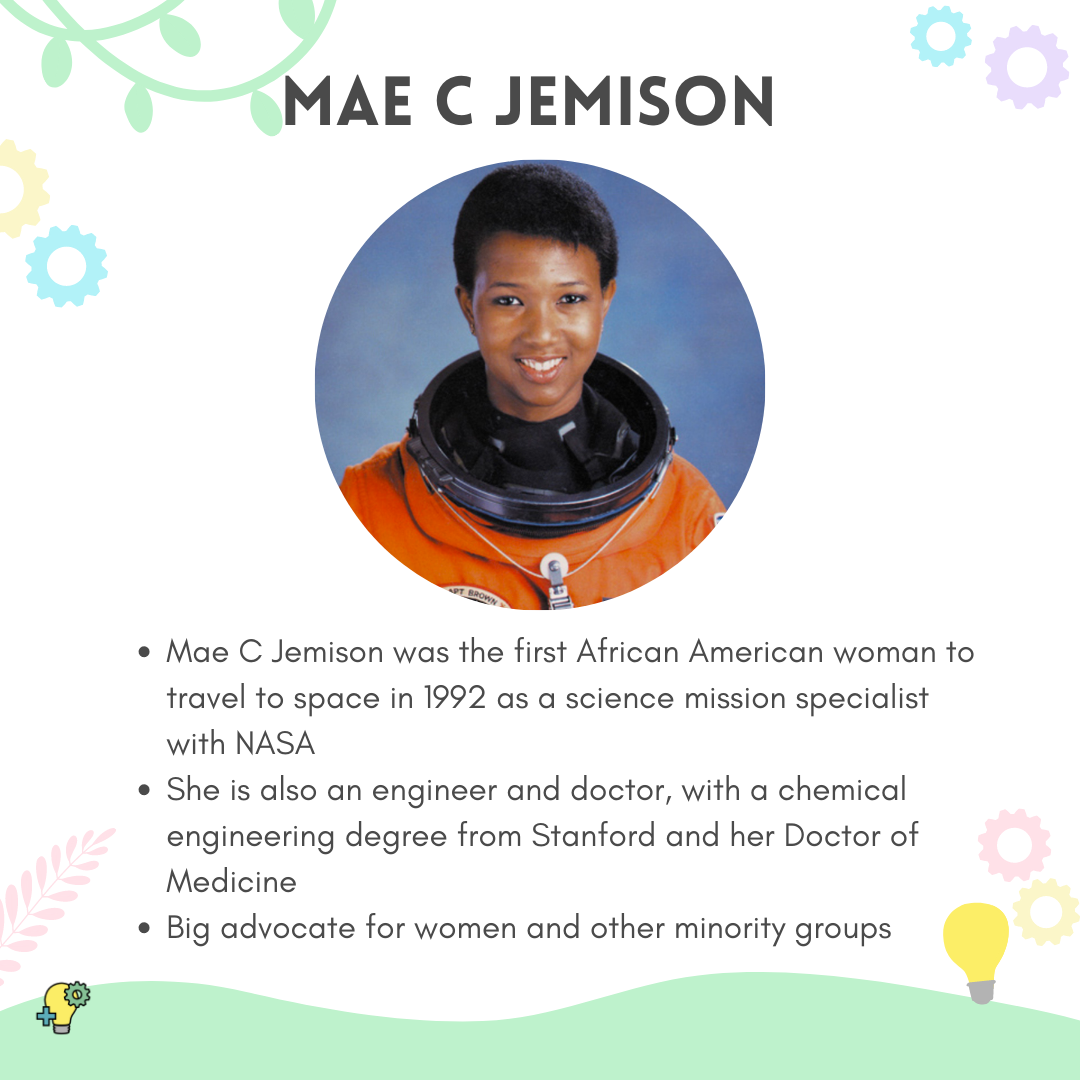 MAE C JEMISON
APT BROWN
Mae C Jemison was the first African American woman to
travel to space in 1992 as a science mission specialist
with NASA
She is also an engineer and doctor, with a chemical
engineering degree from Stanford and her Doctor of
Medicine
Big advocate for women and other minority groups